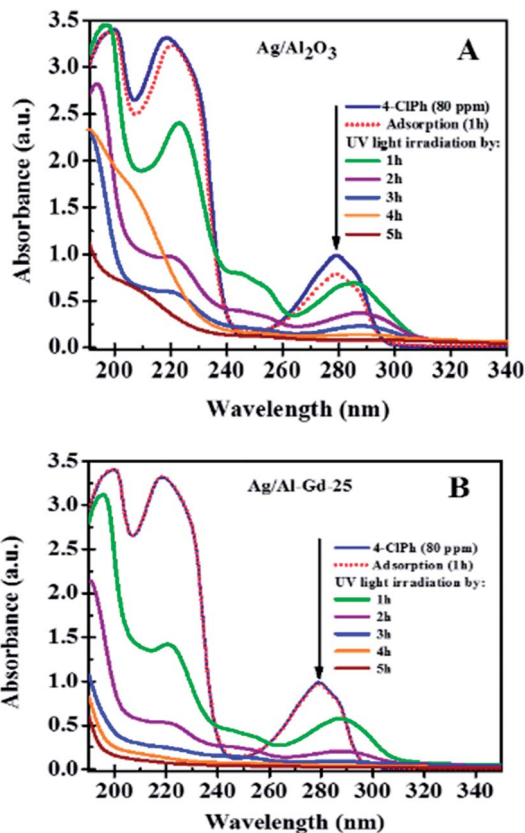 Ag/Al2O3
A
4-ClPh (80 ppm)
Adsorption (1h)
UV light irradiation by:
1h
2h
3h
4h
5h
Absorbance (a.u.)
3.5
3.0
2.5
2.0
1.5
1.0
0.5
0.0
200 220 240 260 280 300 320 340
Wavelength (nm)
Ag/Al-Gd-25
B
4-ClPh (80 ppm)
Adsorption (1h)
UV light irradiation by:
1h
2h
3h
4h
5h
Absorbance (a.u.)
3.5
3.0
2.5
2.0
1.5
1.0
0.5
0.0
200 220 240 260 280 300 320 340
Wavelength (nm)